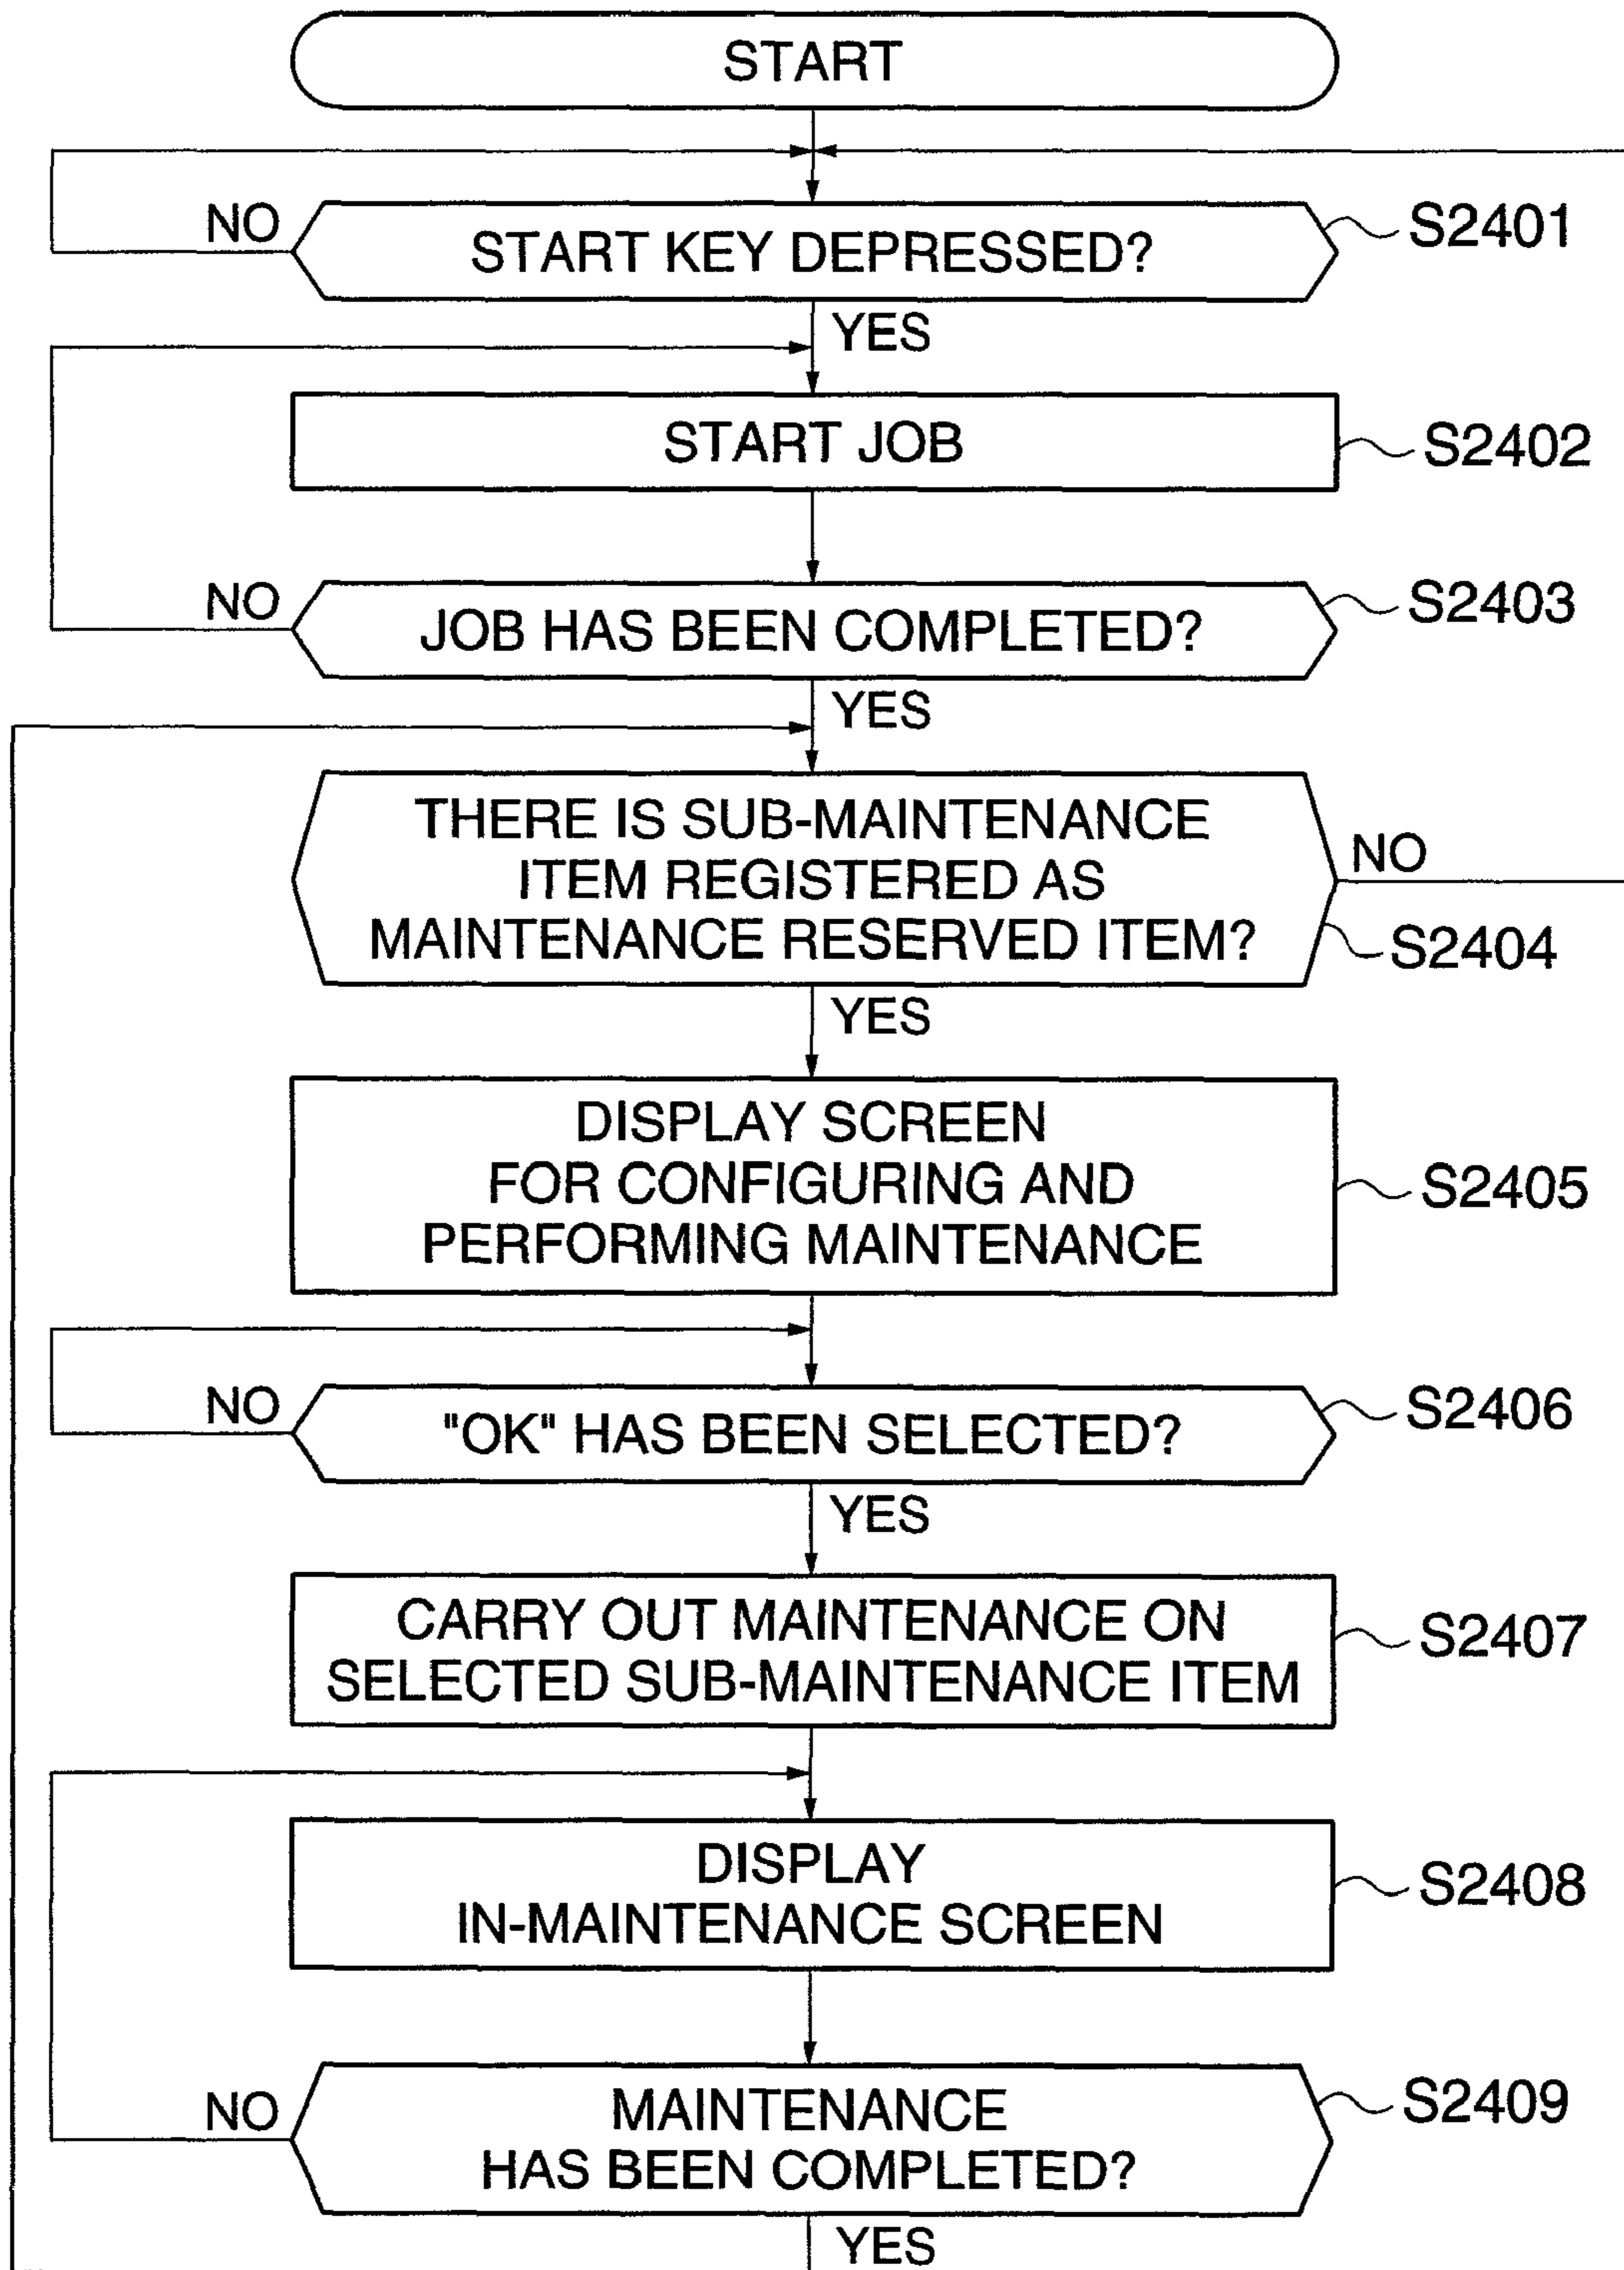 START
NO
START KEY DEPRESSED?
S2401
YES
START JOB
S2402
NO
JOB HAS BEEN COMPLETED?
S2403
YES
THERE IS SUB-MAINTENANCE
ITEM REGISTERED AS
MAINTENANCE RESERVED ITEM?
NO
S2404
YES
DISPLAY SCREEN
FOR CONFIGURING AND
PERFORMING MAINTENANCE
S2405
NO
"OK" HAS BEEN SELECTED?
S2406
YES
CARRY OUT MAINTENANCE ON
SELECTED SUB-MAINTENANCE ITEM
S2407
DISPLAY
IN-MAINTENANCE SCREEN
S2408
NO
MAINTENANCE
HAS BEEN COMPLETED?
S2409
YES